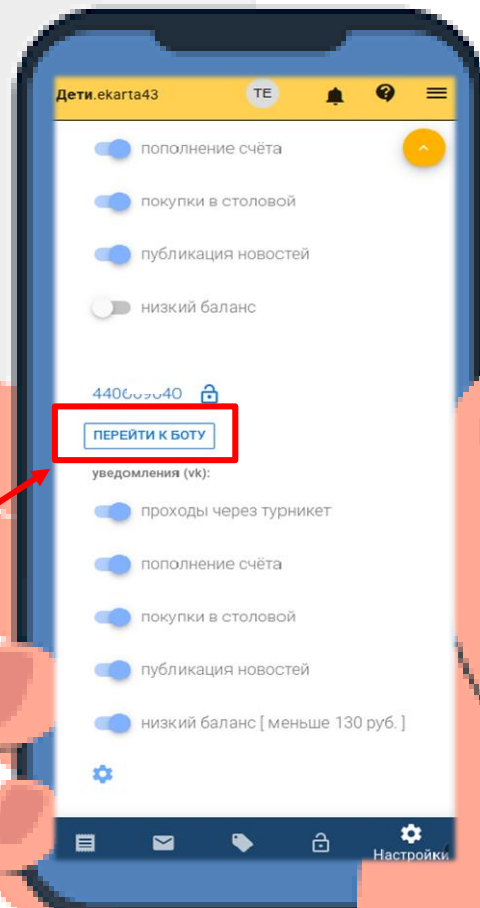 Дети.ekarta43 TE
пополнение счёта
покупки в столовой
публикация новостей
низкий баланс
ПЕРЕЙТИ К БОТУ
уведомления (vk):
проходы через турникет
пополнение счёта
покупки в столовой
публикация новостей
низкий баланс [ меньше 130 руб. ]
Настройки